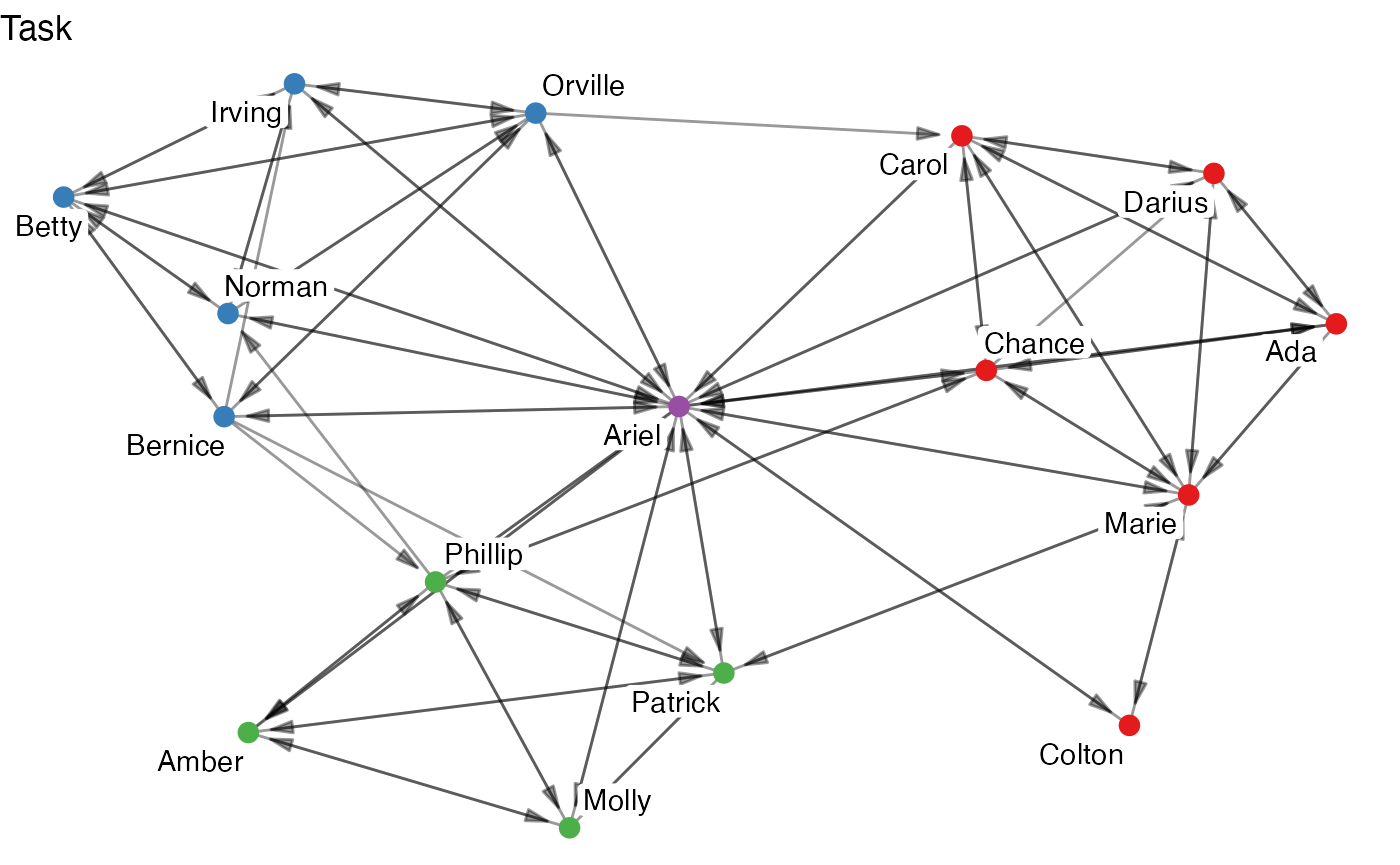 Task
Orville
Irving
Carol
Darius
Betty
Norman
Chance
Ada
Ariel
Bernice
Marie
Phillip
Patrick
Colton
Amber
Molly